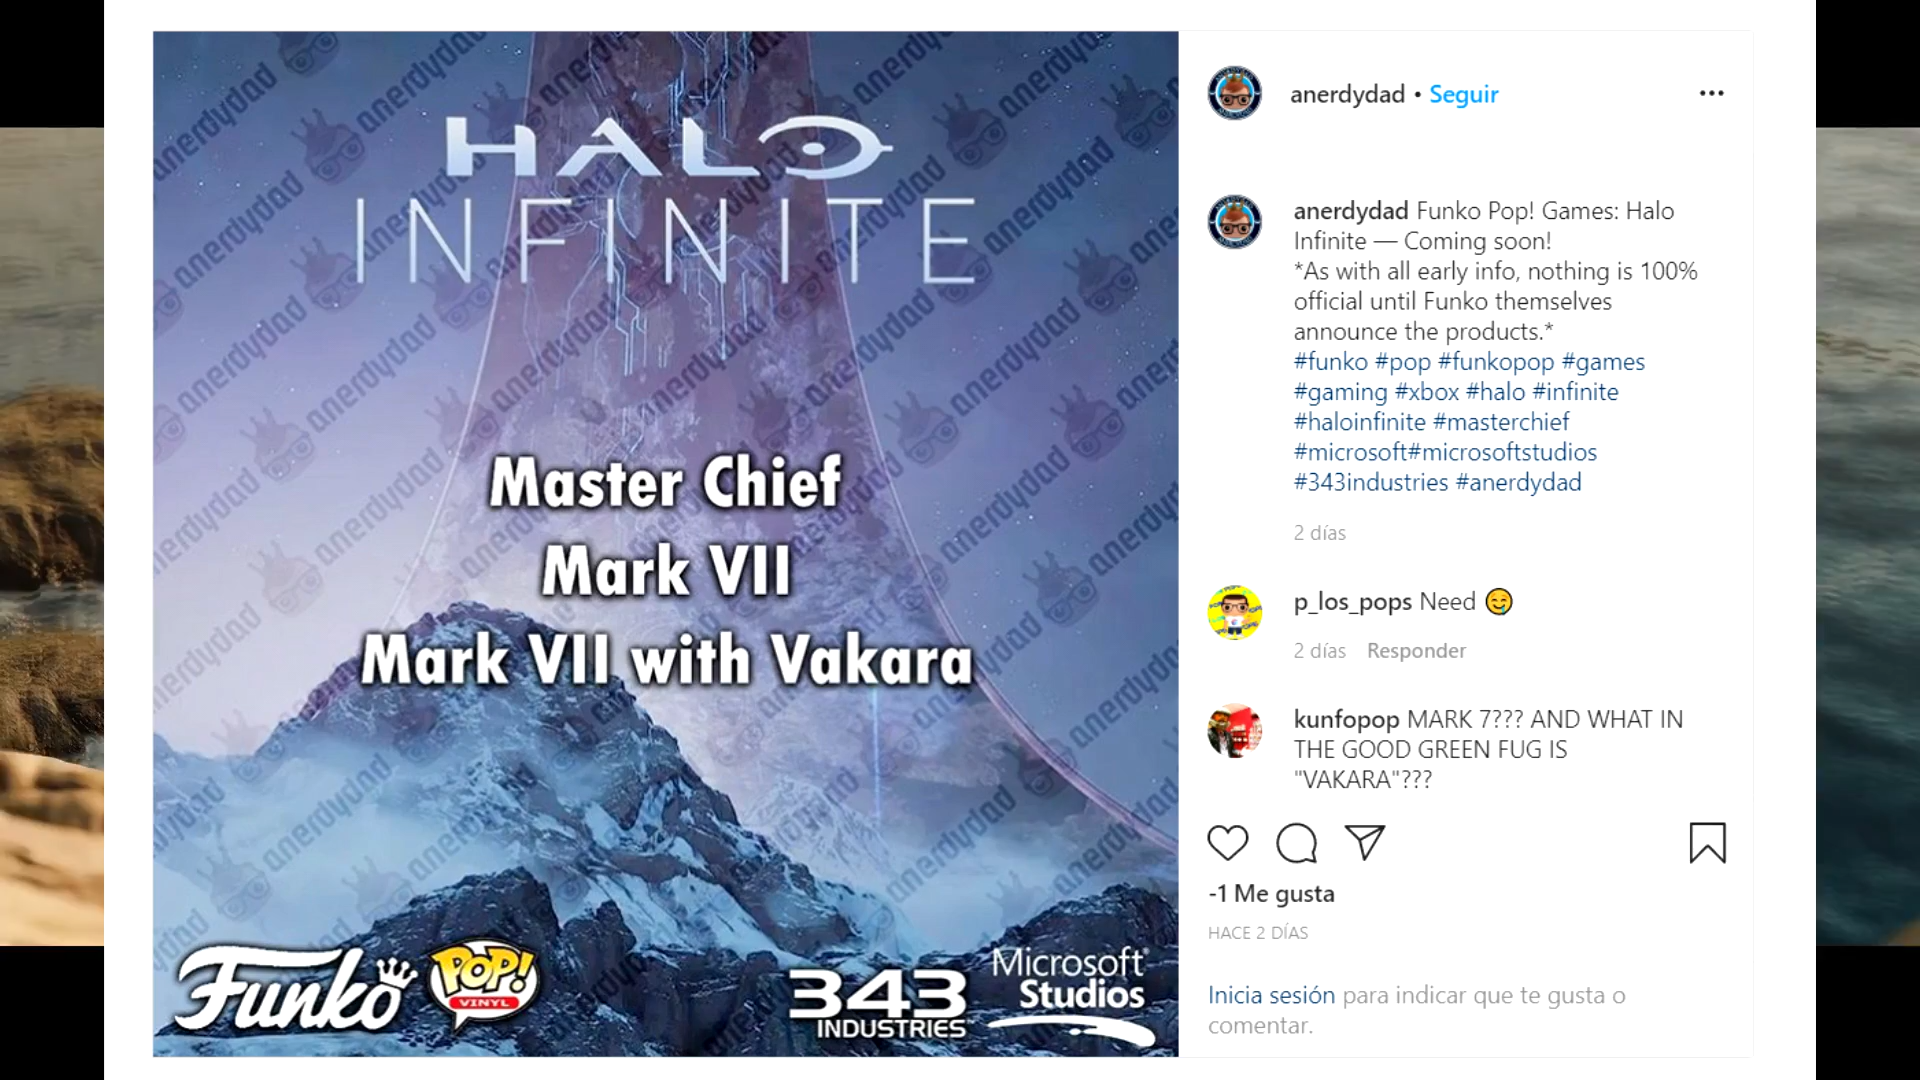 HALO
INFINITE
Master Chief
Mark VII
Mark VII with Vakara
Funko
POP!
VINYL
343
INDUSTRIES
Microsoft
Studios
anerdydad • Seguir
anerdydad Funko Pop! Games: Halo
Infinite — Coming soon!
*As with all early info, nothing is 100%
official until Funko themselves
announce the products.*
#funko #pop #funkopop #games
#gaming #xbox #halo #infinite
#haloinfinite #masterchief
#microsoft#microsoftstudios
#343industries #anerdydad
2 días
p_los_pops Need 🤤
2 días Responder
kunfopop MARK 7??? AND WHAT IN
THE GOOD GREEN FUG IS
"VAKARA"???
-1 Me gusta
HACE 2 DÍAS
Inicia sesión para indicar que te gusta o
comentar.